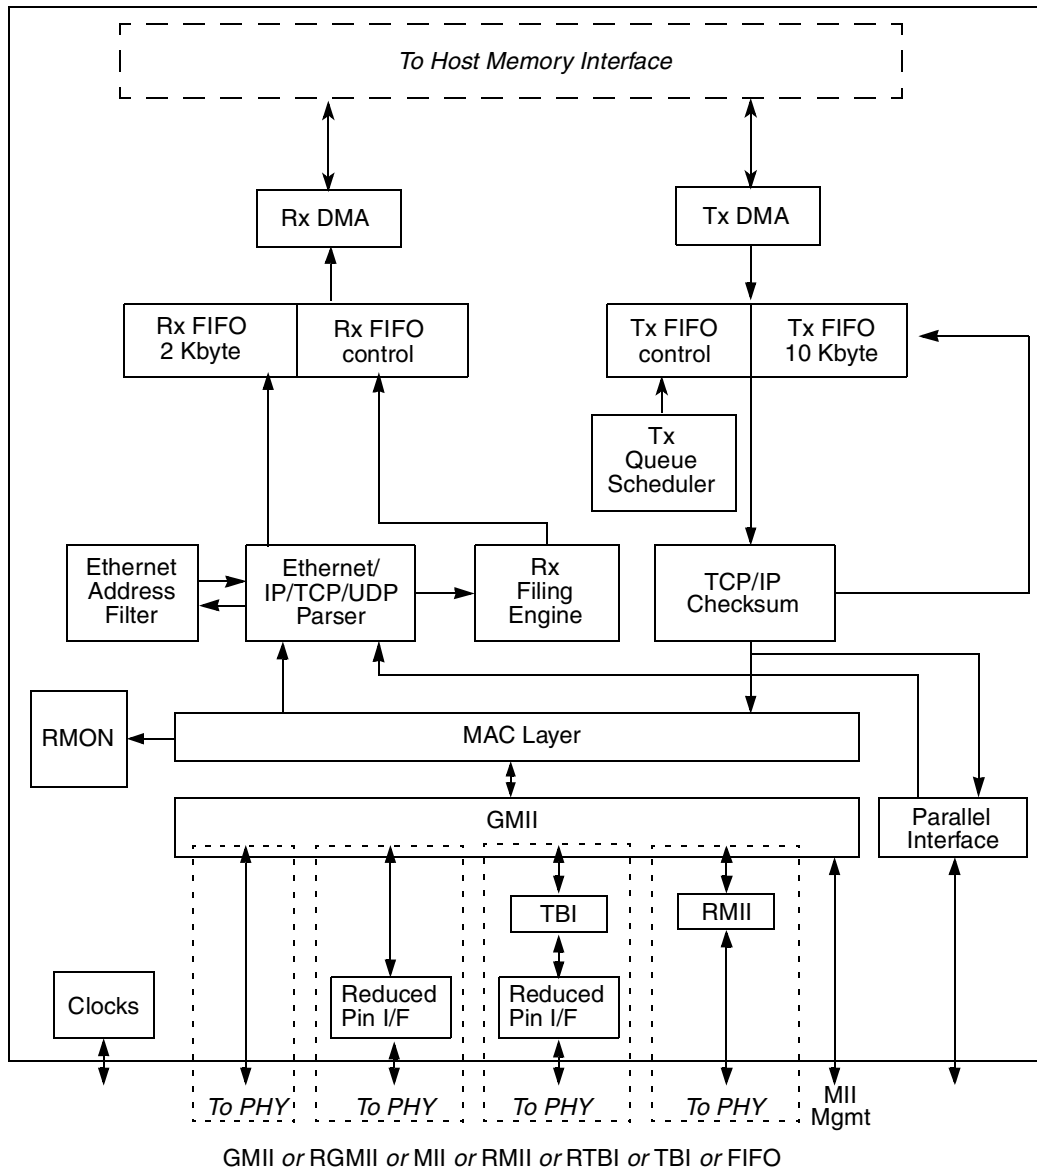 To Host Memory Interface
Rx DMA
Tx DMA
Rx FIFO
2 Kbyte
Rx FIFO
control
Tx FIFO
control
Tx FIFO
10 Kbyte
Tx
Queue
Scheduler
Ethernet
Address
Filter
Ethernet/
IP/TCP/UDP
Parser
Rx
Filing
Engine
TCP/IP
Checksum
RMON
MAC Layer
GMII
Parallel
Interface
TBI
RMII
Clocks
Reduced
Pin I/F
Reduced
Pin I/F
To PHY
To PHY
To PHY
To PHY
MII
Mgmt
GMII or RGMII or MII or RMII or RTBI or TBI or FIFO